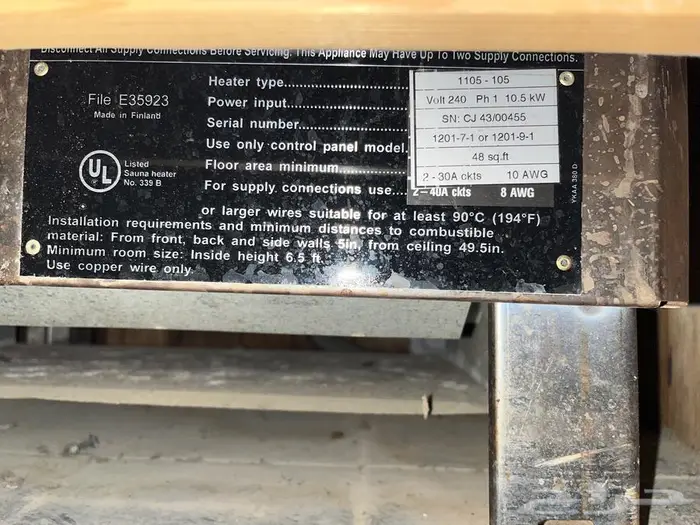 Disconnect All Supply Connections Before Servicing. This Appliance May Have Up To Two Supply Connections.
File E35923
Made in Finland
UL
Listed
Sauna heater
No. 339 B
Heater type 1105 - 105
Power input Volt 240 Ph 1 10.5 kW
Serial number SN: CJ 43/00455
Use only control panel model. 1201-7-1 or 1201-9-1
Floor area minimum 48 sq.ft
2 - 30A ckts 10 AWG
For supply connections use 2-40A ckts 8 AWG
or larger wires suitable for at least 90°C (194°F)
Installation requirements and minimum distances to combustible
material: From front, back and side walls 5in, from ceiling 49.5in.
Minimum room size: Inside height 6.5 ft.
Use copper wire only.
YKAA 380 D
حراج